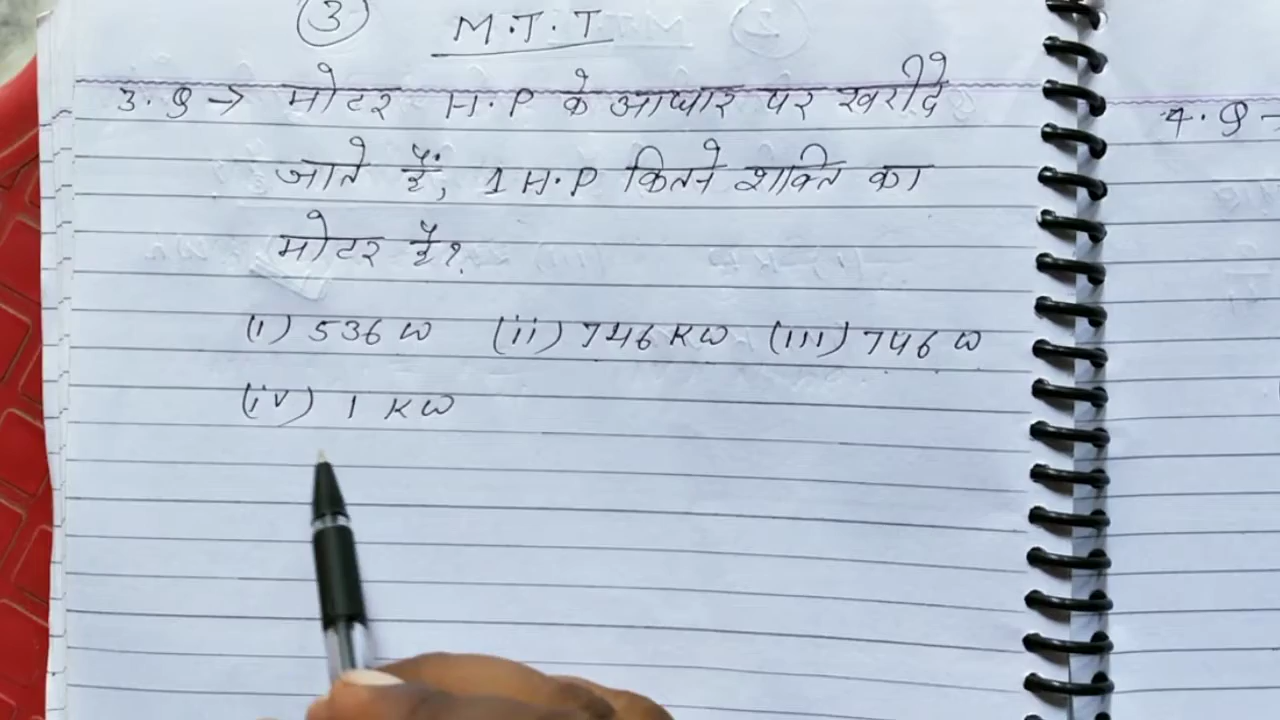 3 M.T.T
3.Q → मोटर H.P के आधार पर खरीदे
जाते हैं, 1 H.P कितने शक्ति का
मोटर है?
(i) 536 W (ii) 746 KW (iii) 746 W
(iv) 1 KW
4.Q